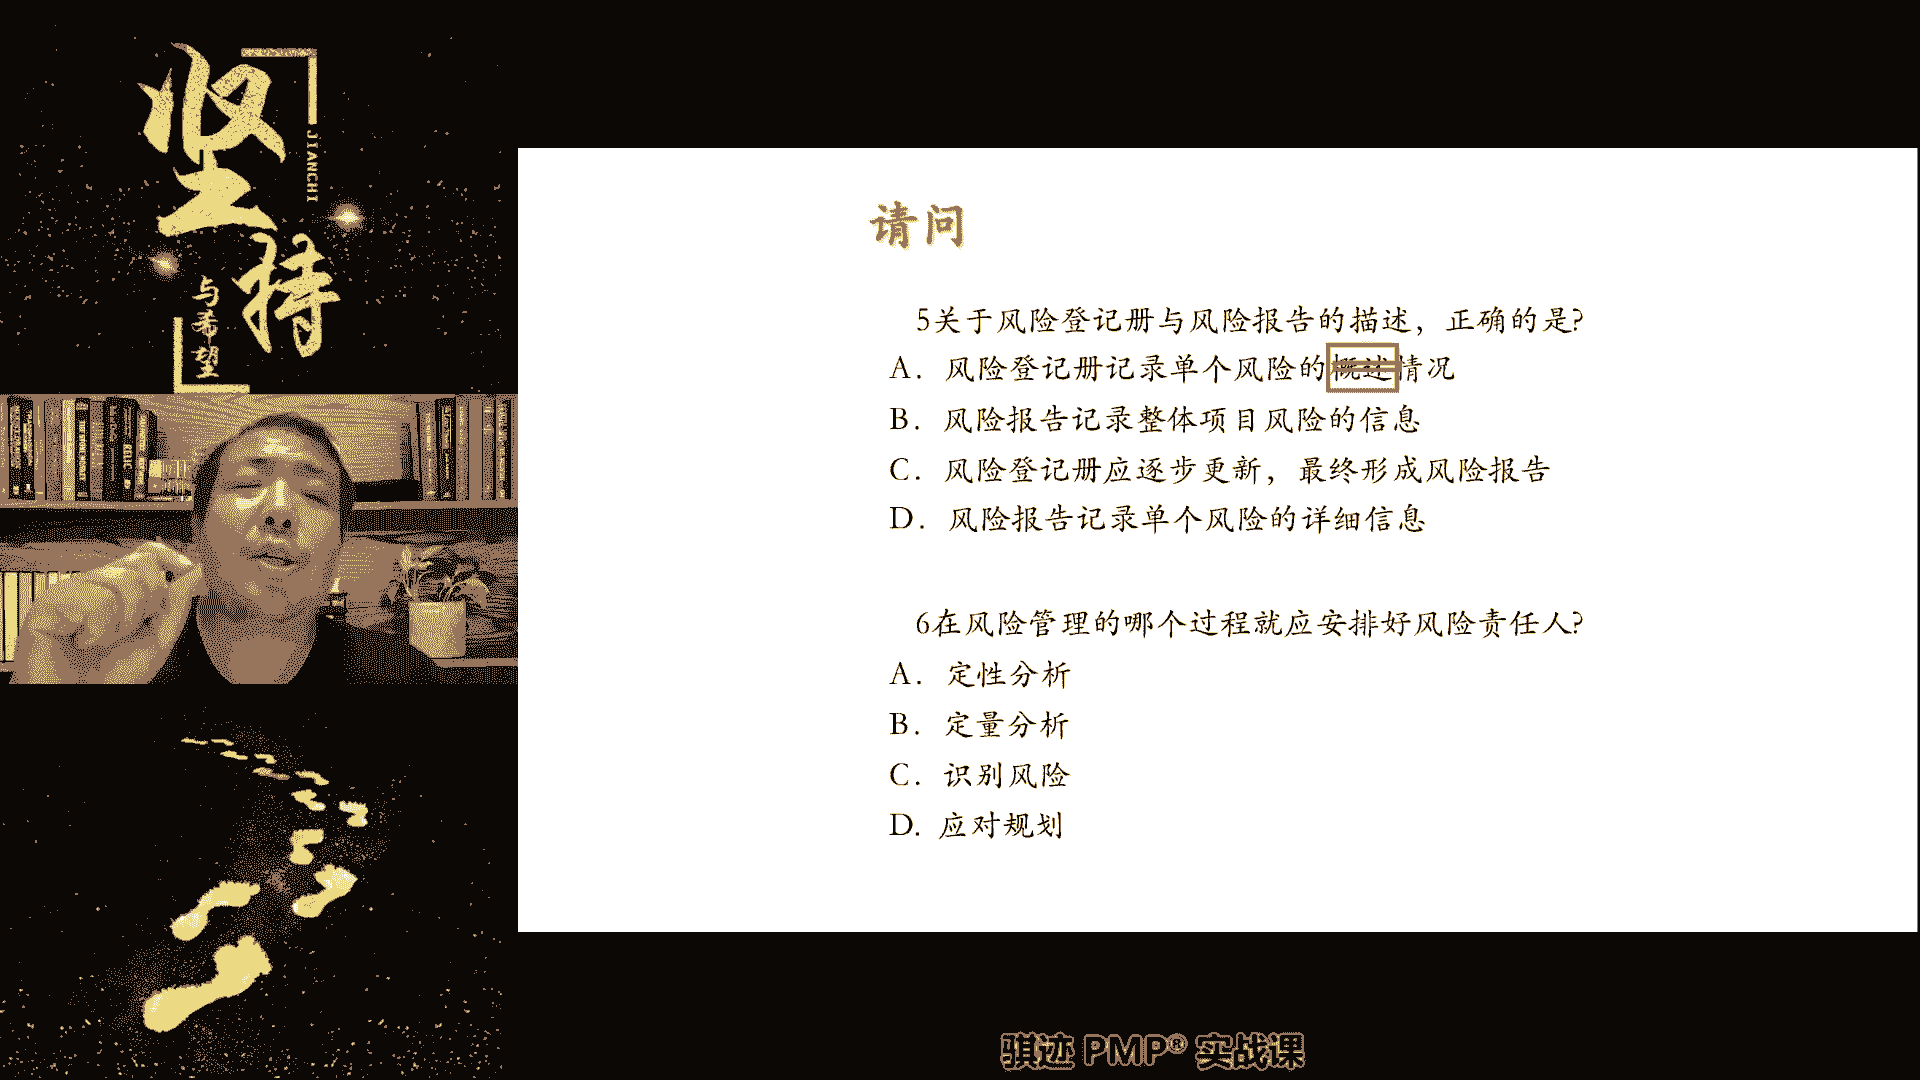 坚持
JIANCHI
与希望
请问
5关于风险登记册与风险报告的描述，正确的是?
A. 风险登记册记录单个风险的概述情况
B. 风险报告记录整体项目风险的信息
C. 风险登记册应逐步更新，最终形成风险报告
D. 风险报告记录单个风险的详细信息
6在风险管理的哪个过程就应安排好风险责任人?
A. 定性分析
B. 定量分析
C. 识别风险
D. 应对规划
骐迹 PMP® 实战课